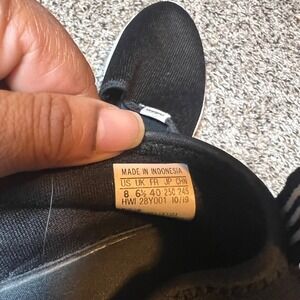 MADE IN INDONESIA
US UK FR JP CHN
8 6½ 40 250 245
HWI 28Y001 10/19